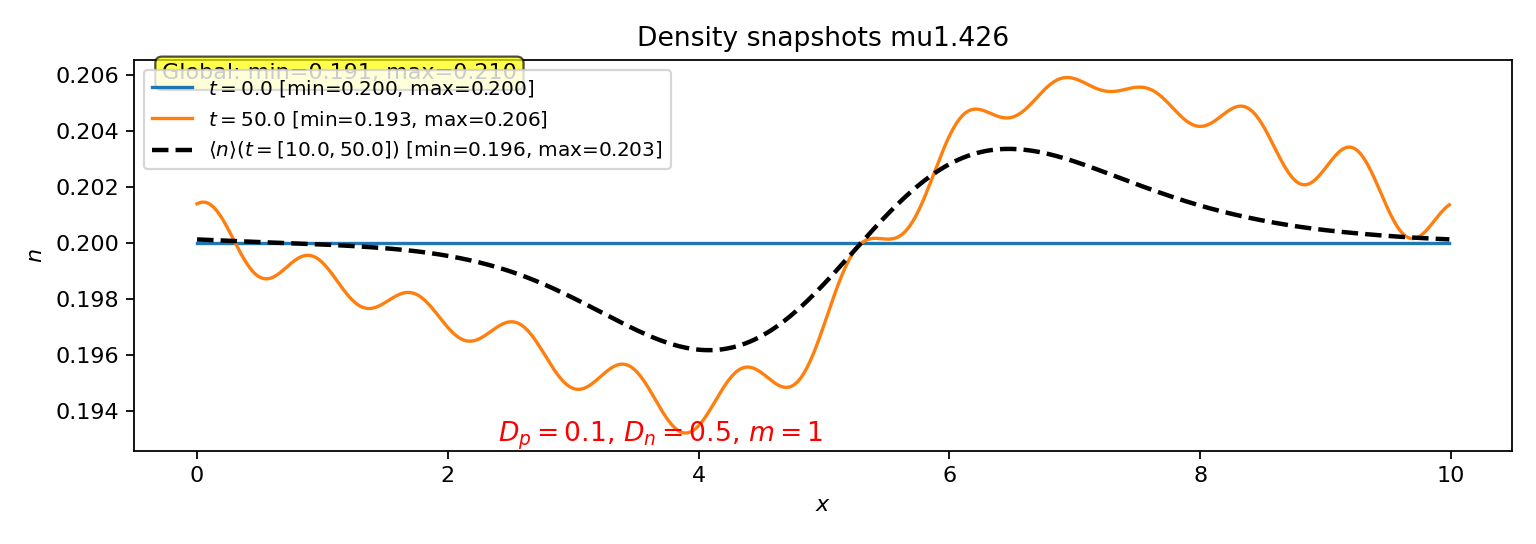 Density snapshots mu1.426
Global: min=0.191, max=0.210
t = 0.0 [min=0.200, max=0.200]
t = 50.0 [min=0.193, max=0.206]
⟨n⟩(t = [10.0, 50.0]) [min=0.196, max=0.203]
0.206
0.204
0.202
0.200
0.198
0.196
0.194
n
D_p = 0.1, D_n = 0.5, m = 1
0 2 4 6 8 10
x